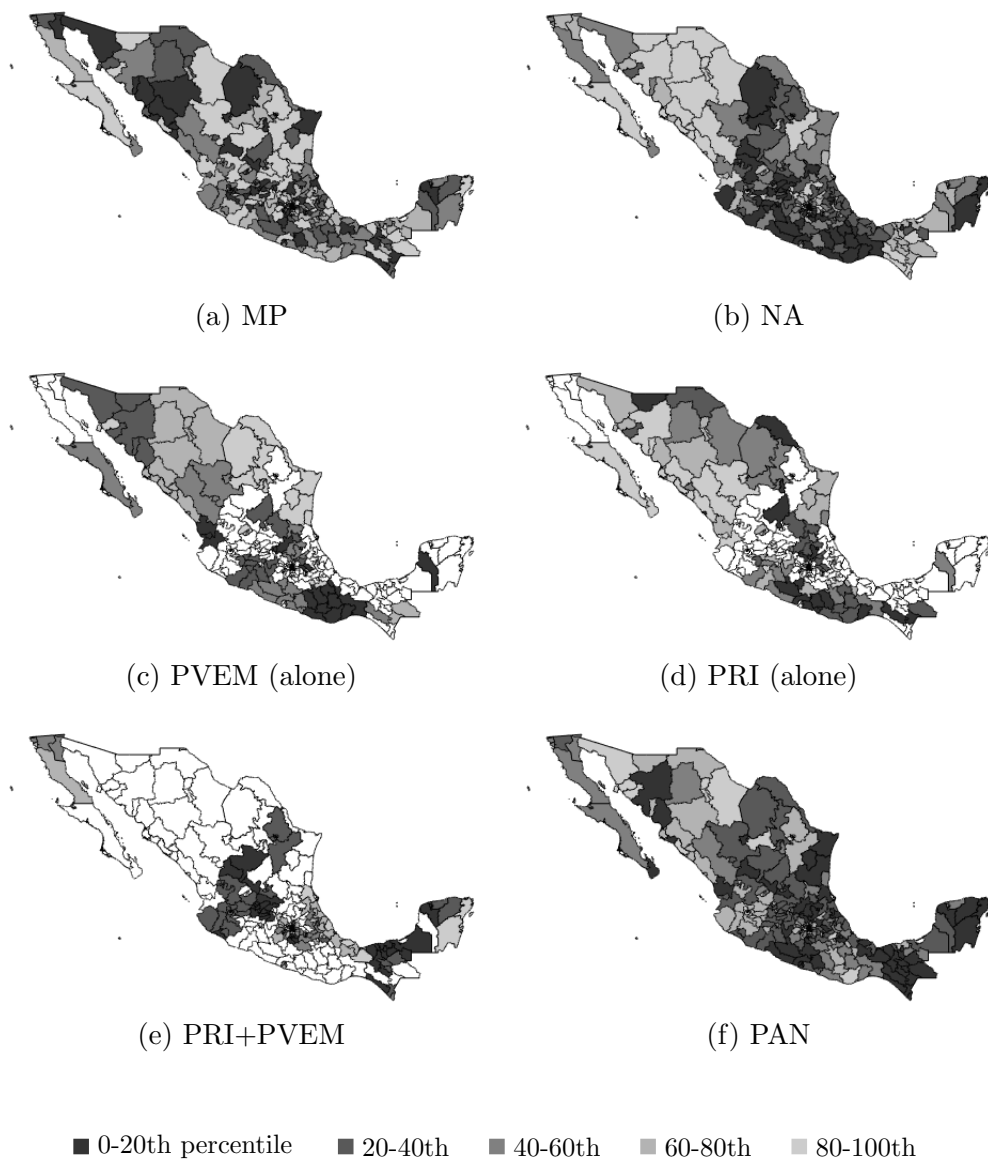 (a) MP
(b) NA
(c) PVEM (alone)
(d) PRI (alone)
(e) PRI+PVEM
(f) PAN
0-20th percentile 20-40th 40-60th 60-80th 80-100th